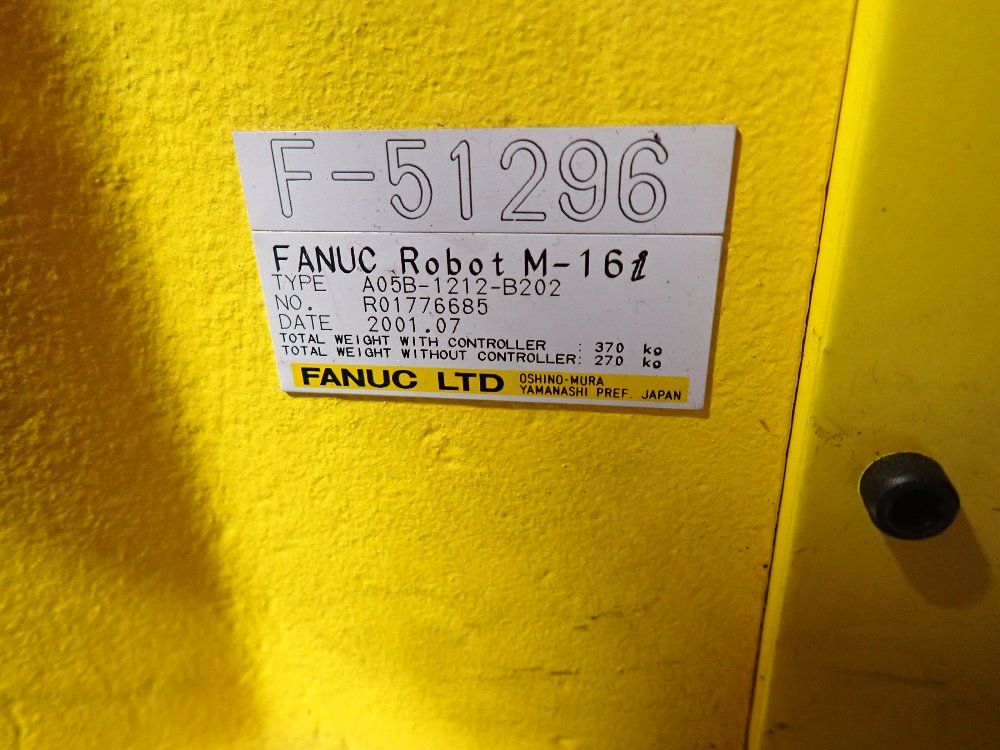 F-51296
FANUC Robot M-16i
TYPE A05B-1212-B202
NO. R01776685
DATE 2001.07
TOTAL WEIGHT WITH CONTROLLER : 370 kg
TOTAL WEIGHT WITHOUT CONTROLLER: 270 kg
FANUC LTD OSHINO-MURA
YAMANASHI PREF. JAPAN